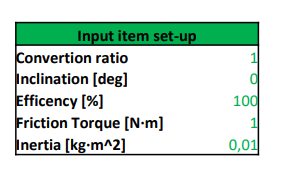 Input item set-up
Convertion ratio 1
Inclination [deg] 0
Efficency [%] 100
Friction Torque [N·m] 1
Inertia [kg·m^2] 0,01